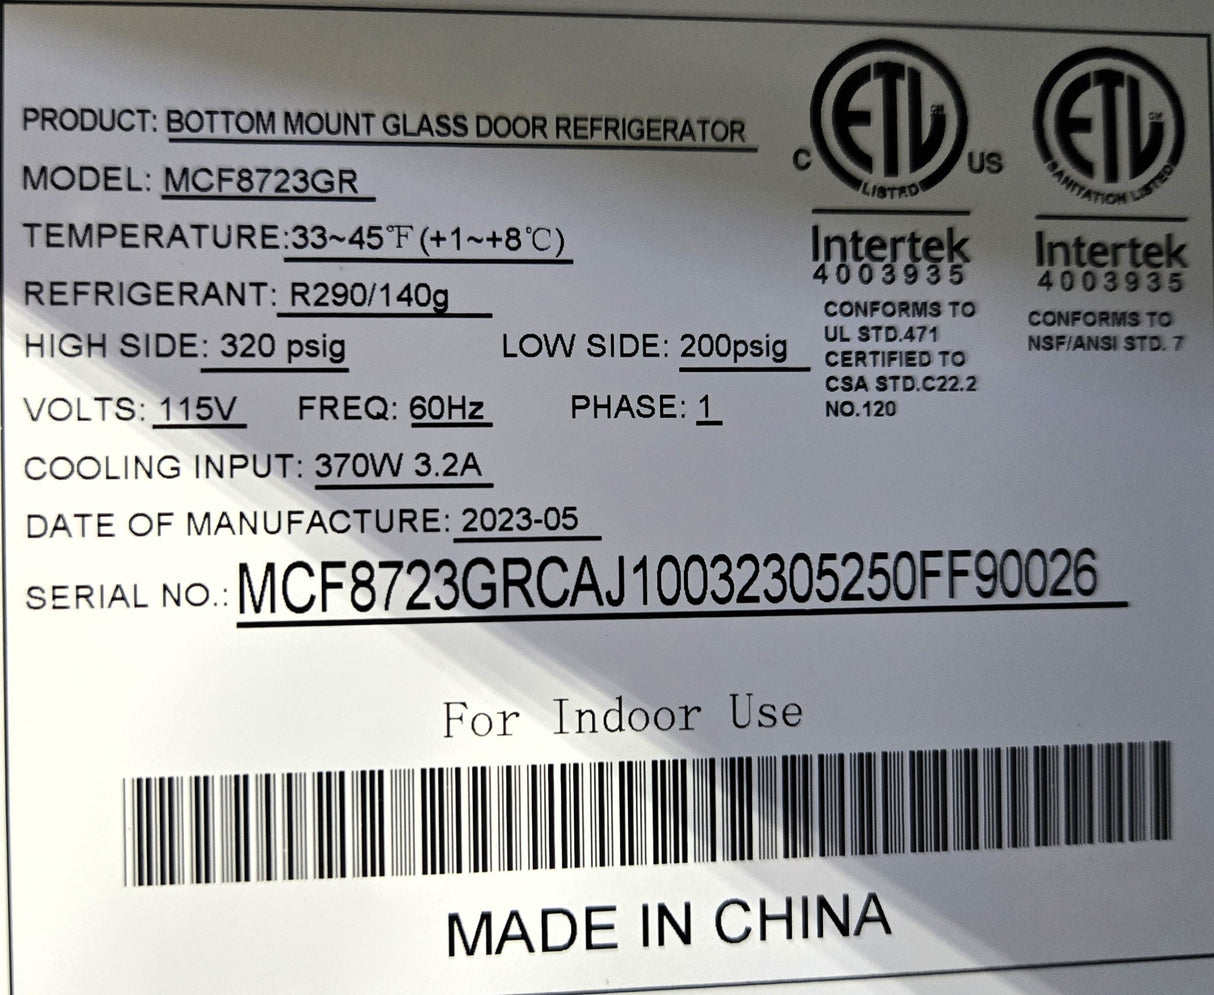 PRODUCT: BOTTOM MOUNT GLASS DOOR REFRIGERATOR
MODEL: MCF8723GR
TEMPERATURE:33~45℉(+1~+8℃)
REFRIGERANT: R290/140g
HIGH SIDE: 320 psig LOW SIDE: 200psig
VOLTS: 115V FREQ: 60Hz PHASE: 1
COOLING INPUT: 370W 3.2A
DATE OF MANUFACTURE: 2023-05
SERIAL NO.: MCF8723GRCAJ10032305250FF90026
C ETL SM US
LISTED
Intertek
4003935
CONFORMS TO
UL STD.471
CERTIFIED TO
CSA STD.C22.2
NO.120
ETL SM
SANITATION LISTED
Intertek
4003935
CONFORMS TO
NSF/ANSI STD. 7
For Indoor Use
MADE IN CHINA